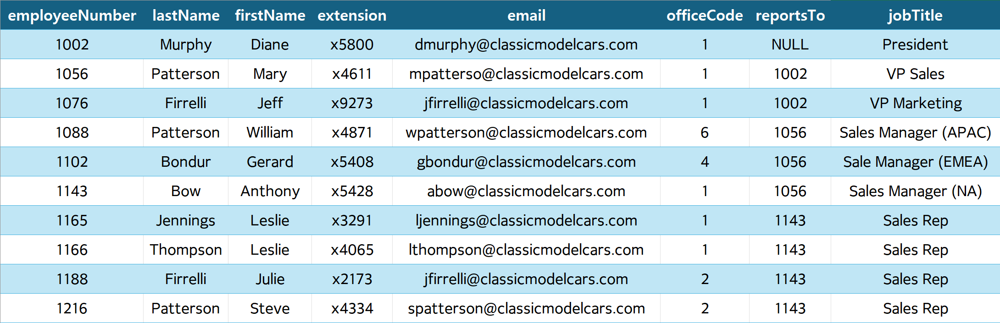 employeeNumber lastName firstName extension email officeCode reportsTo jobTitle
1002 Murphy Diane x5800 dmurphy@classicmodelcars.com 1 NULL President
1056 Patterson Mary x4611 mpatterso@classicmodelcars.com 1 1002 VP Sales
1076 Firrelli Jeff x9273 jfirrelli@classicmodelcars.com 1 1002 VP Marketing
1088 Patterson William x4871 wpatterson@classicmodelcars.com 6 1056 Sales Manager (APAC)
1102 Bondur Gerard x5408 gbondur@classicmodelcars.com 4 1056 Sale Manager (EMEA)
1143 Bow Anthony x5428 abow@classicmodelcars.com 1 1056 Sales Manager (NA)
1165 Jennings Leslie x3291 ljennings@classicmodelcars.com 1 1143 Sales Rep
1166 Thompson Leslie x4065 lthompson@classicmodelcars.com 1 1143 Sales Rep
1188 Firrelli Julie x2173 jfirrelli@classicmodelcars.com 2 1143 Sales Rep
1216 Patterson Steve x4334 spatterson@classicmodelcars.com 2 1143 Sales Rep